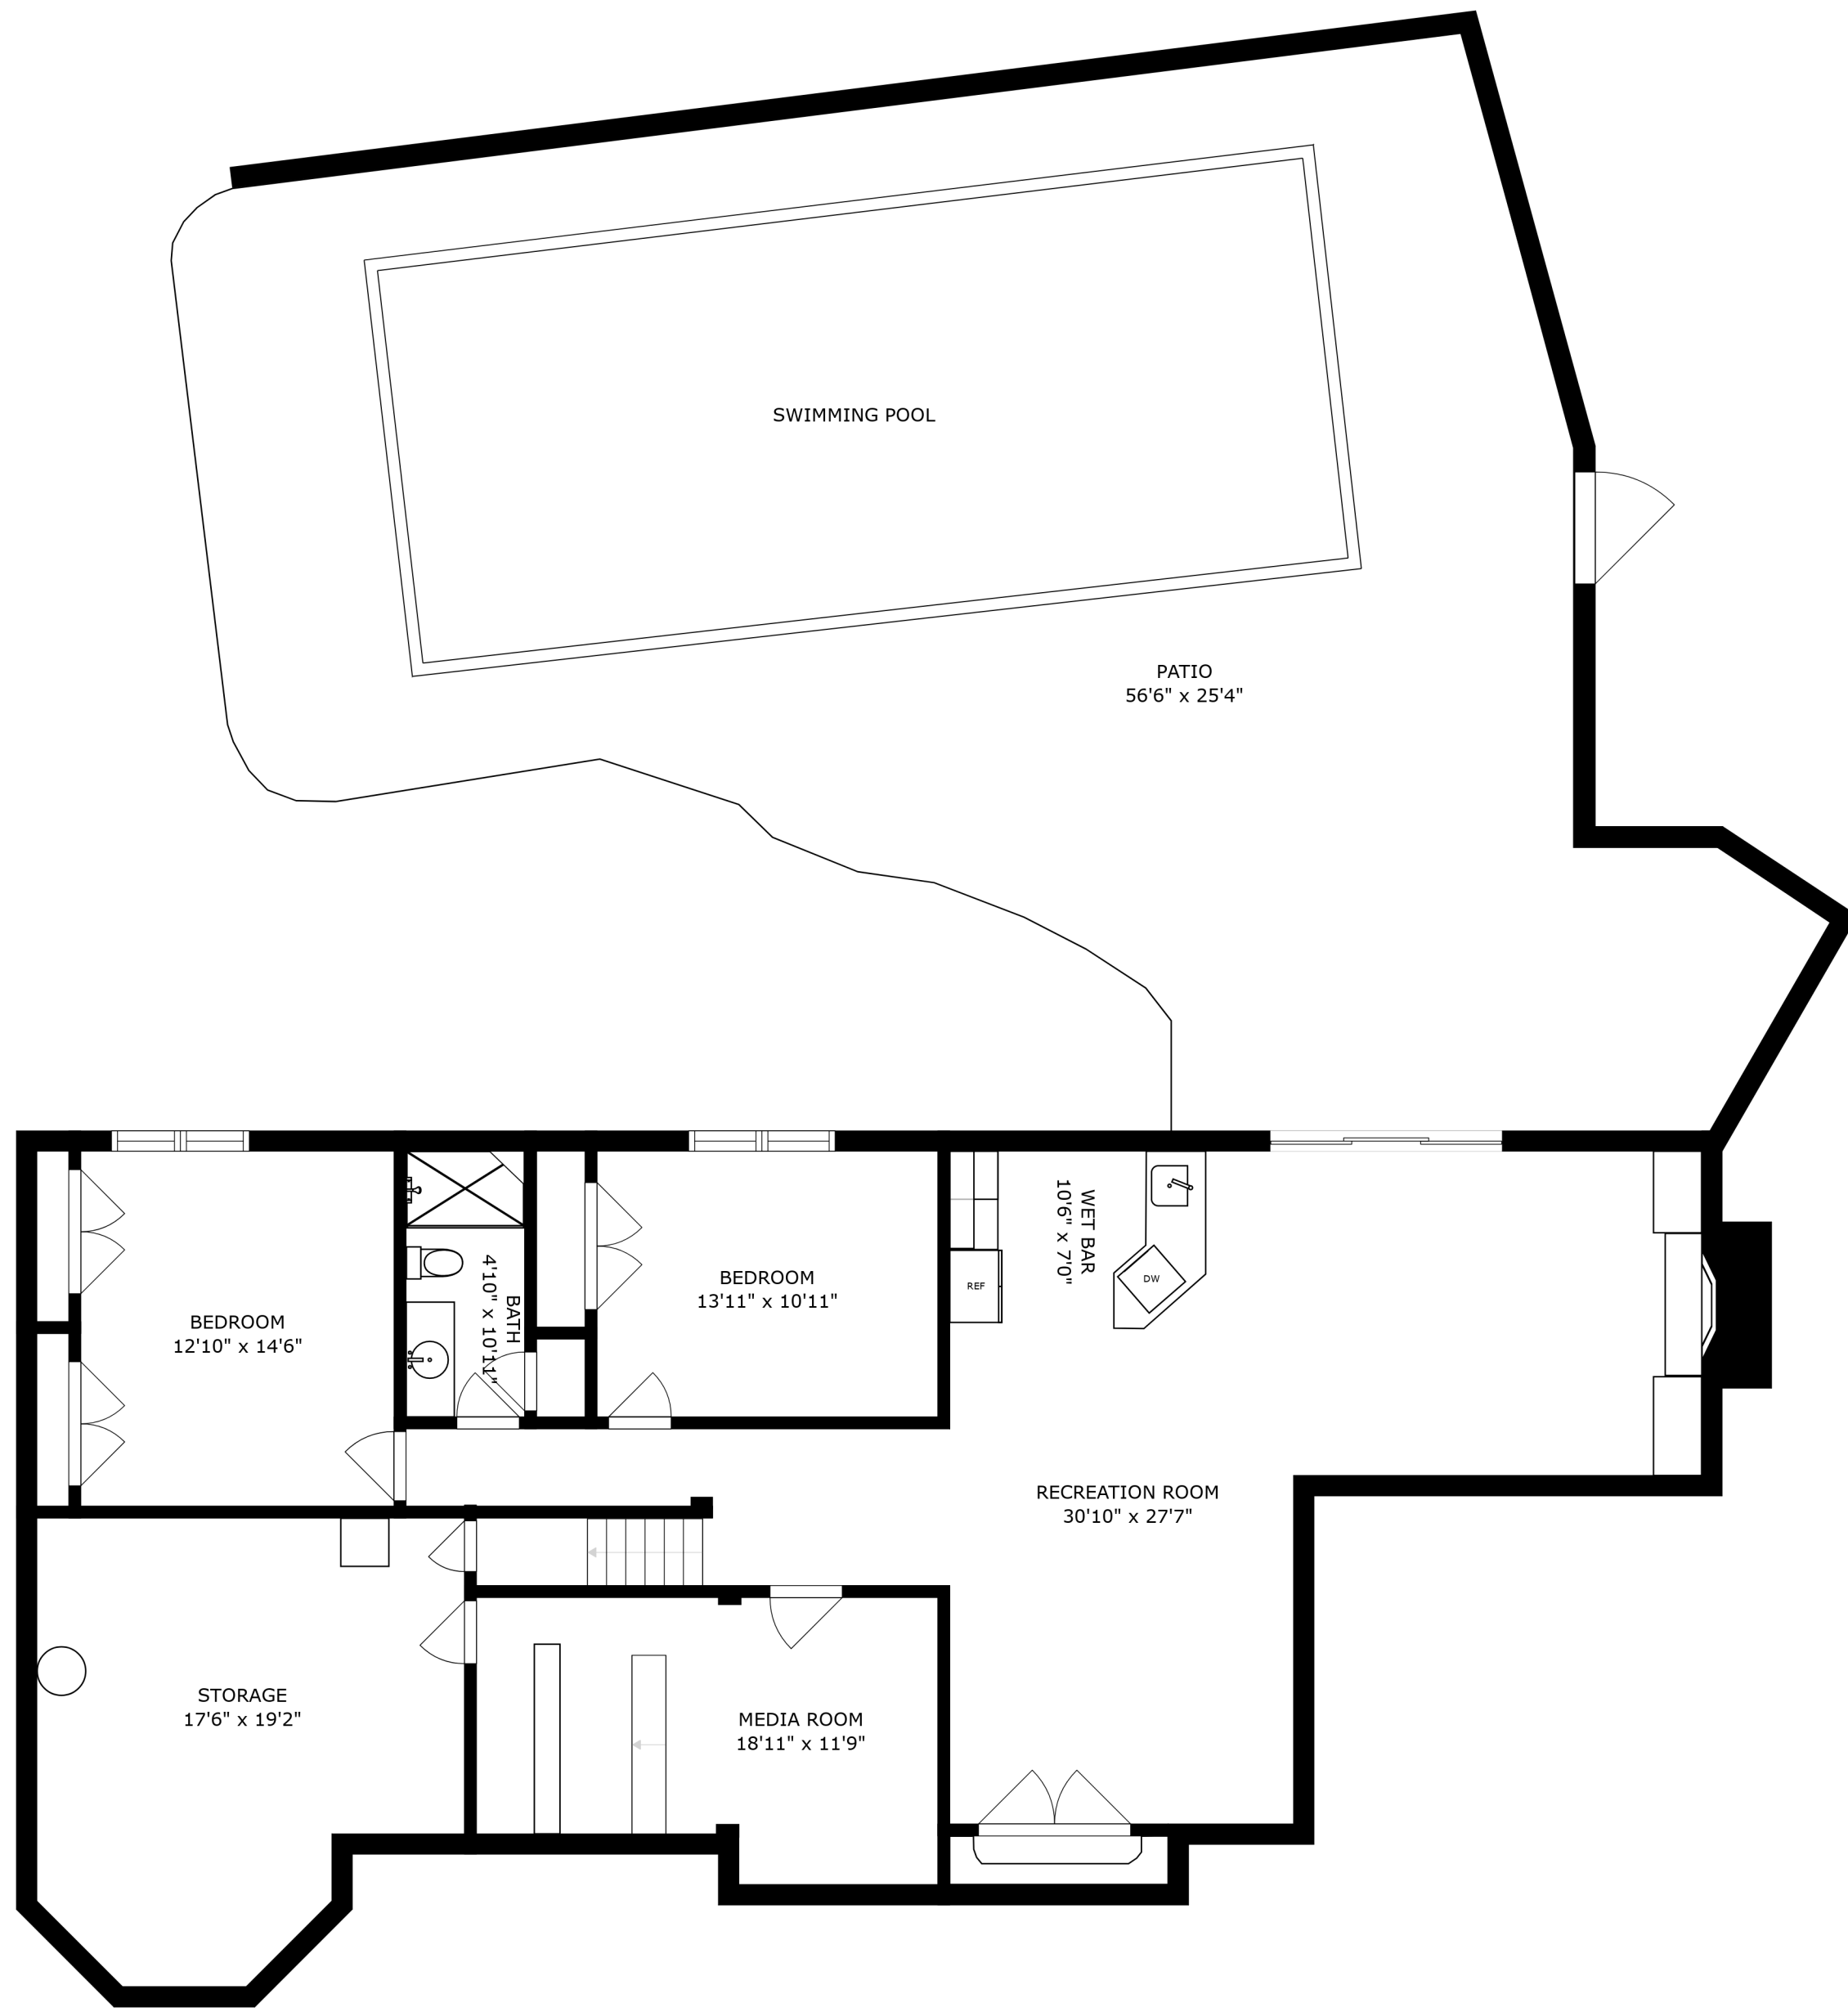 SWIMMING POOL
PATIO
56'6" x 25'4"
WET BAR
10'6" x 7'0"
DW
REF
BEDROOM
13'11" x 10'11"
BATH
4'10" x 10'11"
BEDROOM
12'10" x 14'6"
RECREATION ROOM
30'10" x 27'7"
STORAGE
17'6" x 19'2"
MEDIA ROOM
18'11" x 11'9"